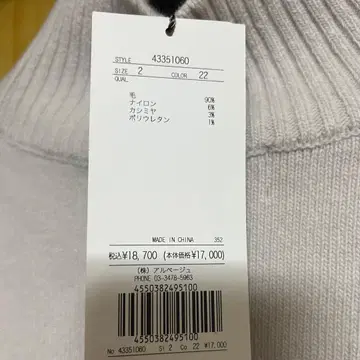 STYLE 43351060
SIZE 2 COLOR 22
QUAL
毛 90%
ナイロン 6%
カシミヤ 3%
ポリウレタン 1%
MADE IN CHINA 352
税込¥18,700 (本体価格¥17,000)
(株) アルページュ
PHONE 03-3478-5963
4550382495100
4550382495100
No 43351060 Si 2 Co 22 ¥17,000